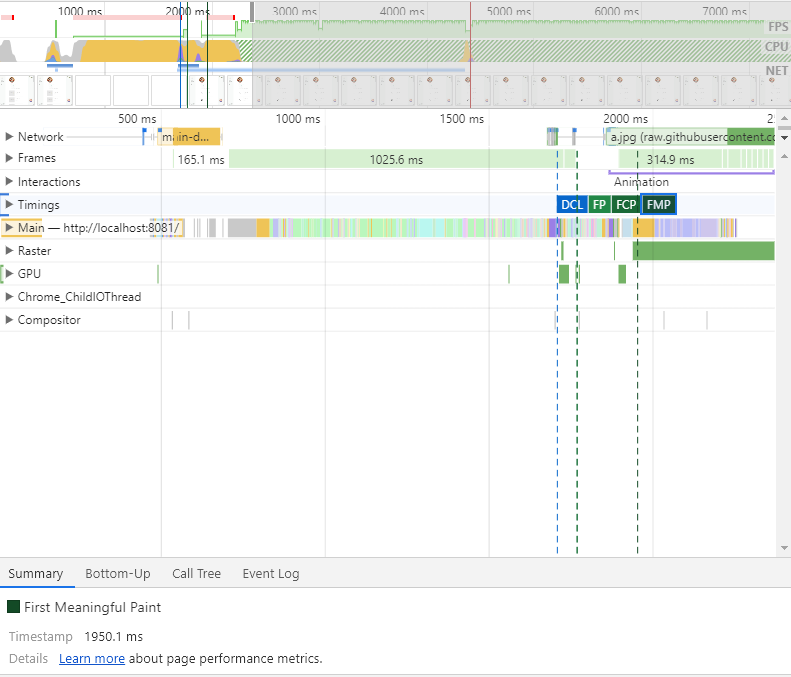 1000 ms 2000 ms 3000 ms 4000 ms 5000 ms 6000 ms 7000 ms
FPS
CPU
NET
500 ms 1000 ms 1500 ms 2000 ms 2
Network main-d... a.jpg (raw.githubusercontent.co
Frames 165.1 ms 1025.6 ms 314.9 ms
Interactions Animation
Timings DCL FP FCP FMP
Main — http://localhost:8081/
Raster
GPU
Chrome_ChildIOThread
Compositor
Summary Bottom-Up Call Tree Event Log
First Meaningful Paint
Timestamp 1950.1 ms
Details Learn more about page performance metrics.